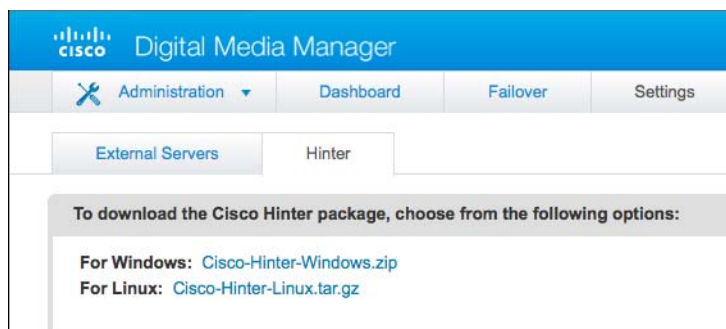 CISCO Digital Media Manager
Administration Dashboard Failover Settings
External Servers Hinter
To download the Cisco Hinter package, choose from the following options:
For Windows: Cisco-Hinter-Windows.zip
For Linux: Cisco-Hinter-Linux.tar.gz